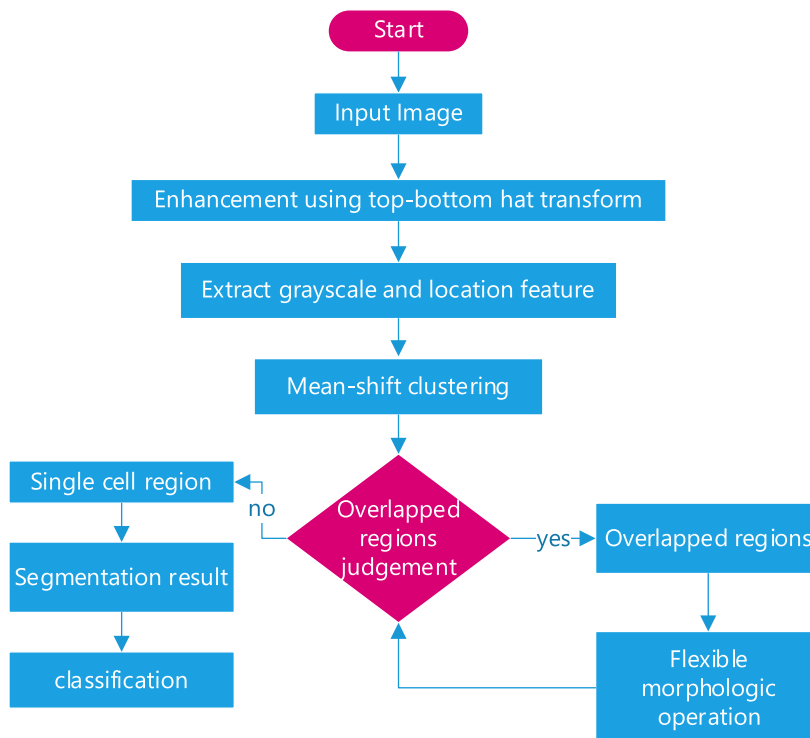 Start
Input Image
Enhancement using top-bottom hat transform
Extract grayscale and location feature
Mean-shift clustering
Overlapped
regions
judgement
no
Single cell region
Segmentation result
classification
yes
Overlapped regions
Flexible
morphologic
operation